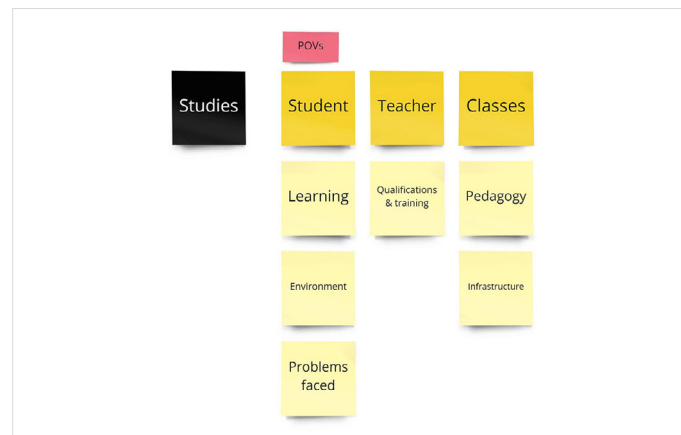 POVs
Studies
Student
Teacher
Classes
Learning
Qualifications
& training
Pedagogy
Environment
Infrastructure
Problems
faced